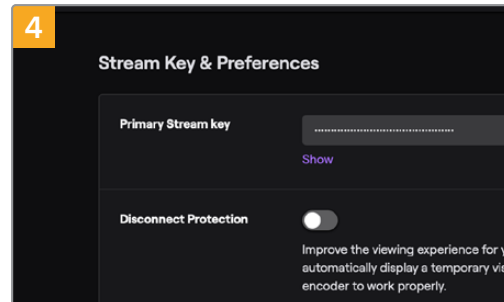 4
Stream Key & Preferences
Primary Stream key
Show
Disconnect Protection
Improve the viewing experience for
automatically display a temporary
encoder to work properly.